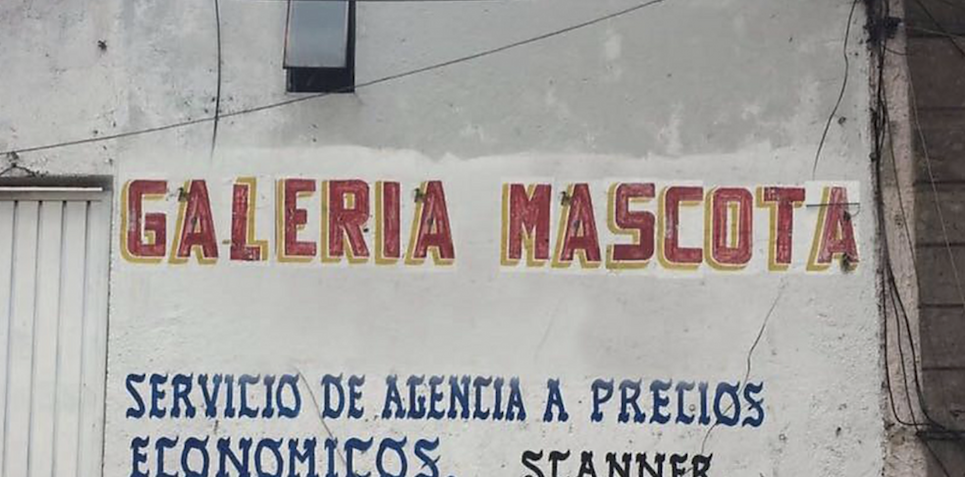 GALERIA MASCOTA
SERVICIO DE AGENCIA A PRECIOS
ECONOMICOS. SCANNER